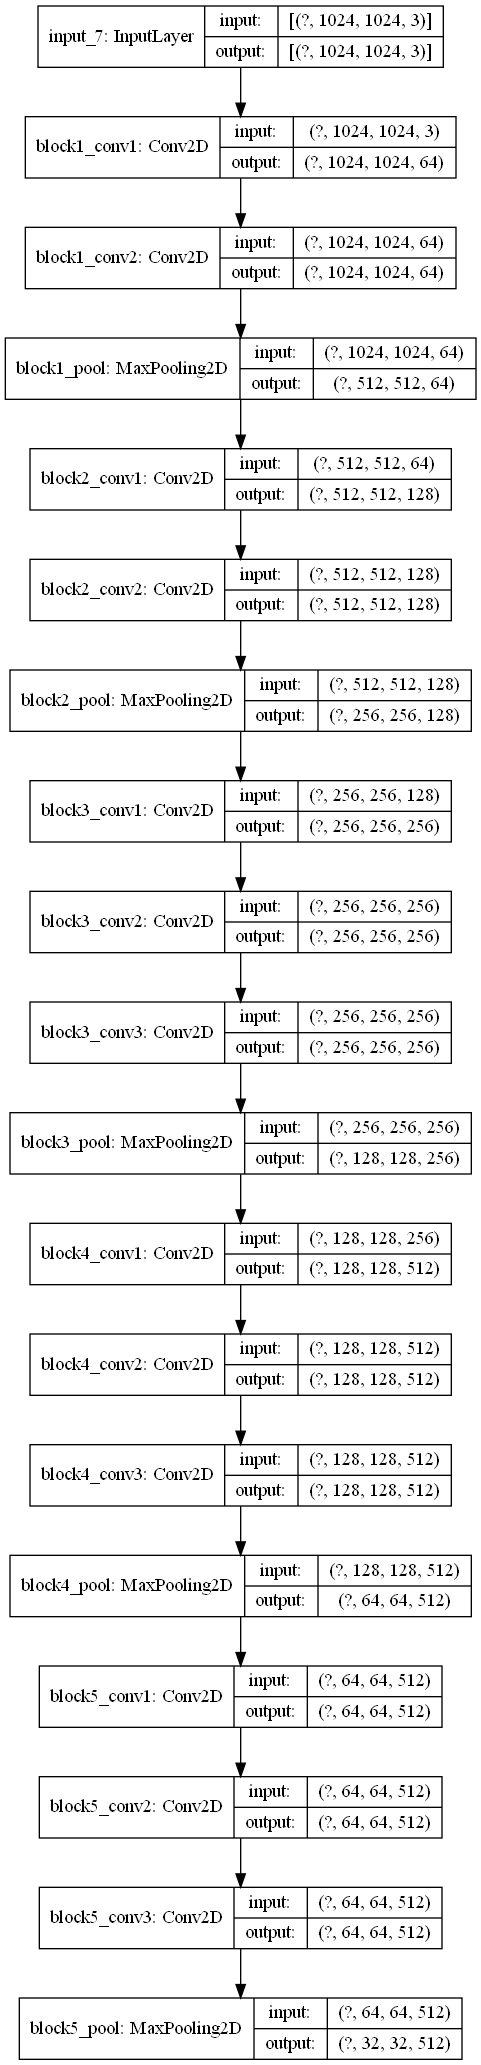 input_7: InputLayer
input: [(?, 1024, 1024, 3)]
output: [(?, 1024, 1024, 3)]
block1_conv1: Conv2D
input: (?, 1024, 1024, 3)
output: (?, 1024, 1024, 64)
block1_conv2: Conv2D
input: (?, 1024, 1024, 64)
output: (?, 1024, 1024, 64)
block1_pool: MaxPooling2D
input: (?, 1024, 1024, 64)
output: (?, 512, 512, 64)
block2_conv1: Conv2D
input: (?, 512, 512, 64)
output: (?, 512, 512, 128)
block2_conv2: Conv2D
input: (?, 512, 512, 128)
output: (?, 512, 512, 128)
block2_pool: MaxPooling2D
input: (?, 512, 512, 128)
output: (?, 256, 256, 128)
block3_conv1: Conv2D
input: (?, 256, 256, 128)
output: (?, 256, 256, 256)
block3_conv2: Conv2D
input: (?, 256, 256, 256)
output: (?, 256, 256, 256)
block3_conv3: Conv2D
input: (?, 256, 256, 256)
output: (?, 256, 256, 256)
block3_pool: MaxPooling2D
input: (?, 256, 256, 256)
output: (?, 128, 128, 256)
block4_conv1: Conv2D
input: (?, 128, 128, 256)
output: (?, 128, 128, 512)
block4_conv2: Conv2D
input: (?, 128, 128, 512)
output: (?, 128, 128, 512)
block4_conv3: Conv2D
input: (?, 128, 128, 512)
output: (?, 128, 128, 512)
block4_pool: MaxPooling2D
input: (?, 128, 128, 512)
output: (?, 64, 64, 512)
block5_conv1: Conv2D
input: (?, 64, 64, 512)
output: (?, 64, 64, 512)
block5_conv2: Conv2D
input: (?, 64, 64, 512)
output: (?, 64, 64, 512)
block5_conv3: Conv2D
input: (?, 64, 64, 512)
output: (?, 64, 64, 512)
block5_pool: MaxPooling2D
input: (?, 64, 64, 512)
output: (?, 32, 32, 512)